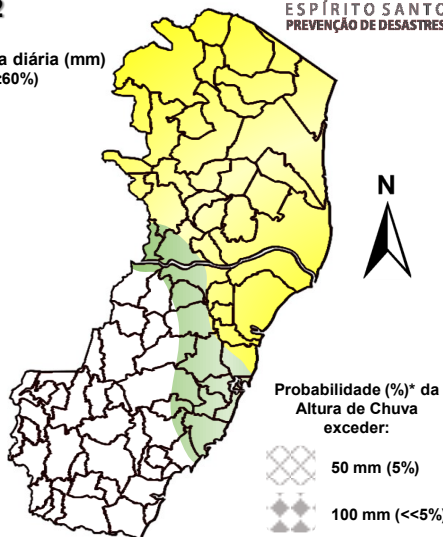 ESPÍRITO SANTO
PREVENÇÃO DE DESASTRES
a diária (mm)
60%)
N
Probabilidade (%)* da
Altura de Chuva
exceder:
50 mm (5%)
100 mm (<<5%)